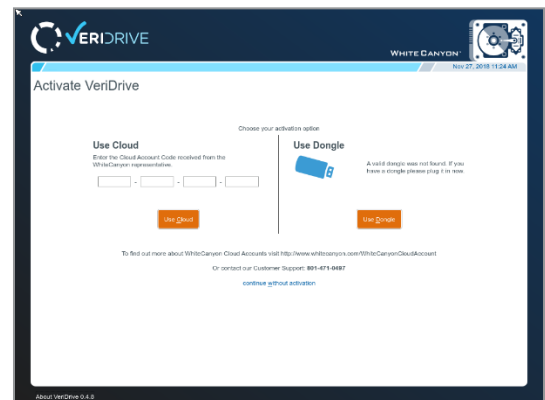 VERIDRIVE
WHITECANYON
Nov 27, 2018 11:24 AM
Activate VeriDrive
Choose your activation option
Use Cloud
Enter the Cloud Account Code received from the
WhiteCanyon representative.
- - -
Use Cloud
Use Dongle
A valid dongle was not found. If you
have a dongle please plug it in now.
Use Dongle
To find out more about WhiteCanyon Cloud Accounts visit http://www.whitecanyon.com/WhiteCanyonCloudAccount
Or contact our Customer Support: 801-471-0487
continue without activation
About VeriDrive 0.4.8